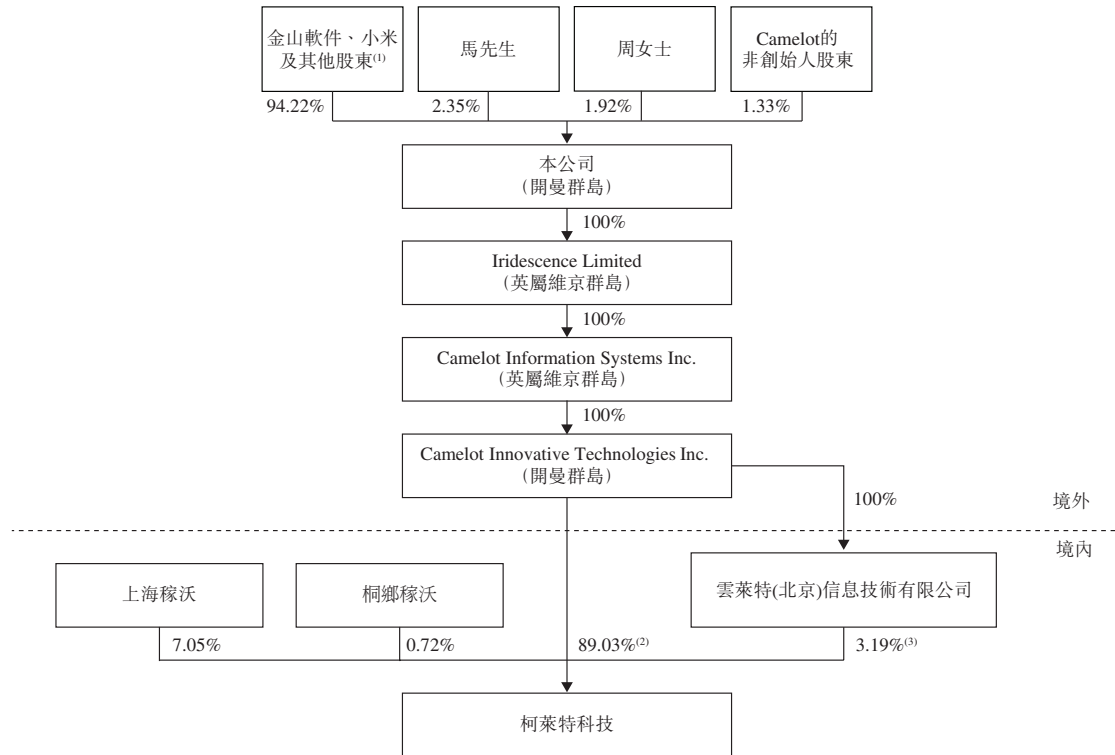 金山軟件、小米
及其他股東(1)
馬先生
周女士
Camelot的
非創始人股東
94.22%
2.35%
1.92%
1.33%
本公司
(開曼群島)
100%
Iridescence Limited
(英屬維京群島)
100%
Camelot Information Systems Inc.
(英屬維京群島)
100%
Camelot Innovative Technologies Inc.
(開曼群島)
100%
境外
境內
上海稼沃
桐鄉稼沃
雲萊特(北京)信息技術有限公司
7.05%
0.72%
89.03%(2)
3.19%(3)
柯萊特科技